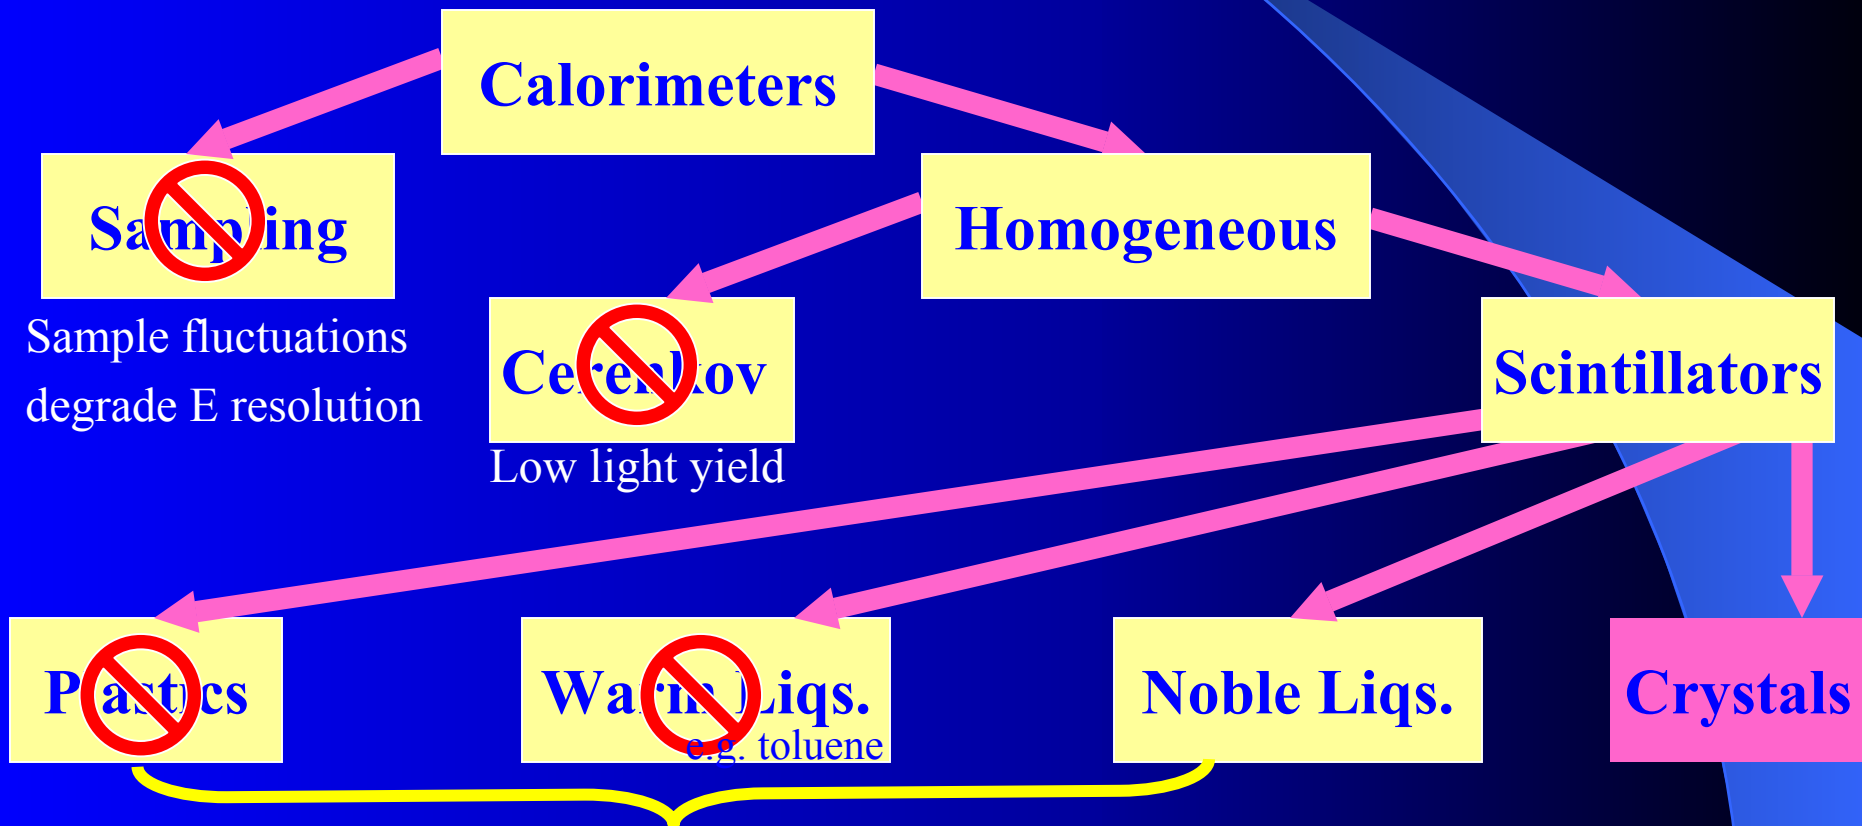 Calorimeters
Sampling
Homogeneous
Sample fluctuations
degrade E resolution
Cerenkov
Scintillators
Low light yield
Plastics
Warm Liqs.
e.g. toluene
Noble Liqs.
Crystals